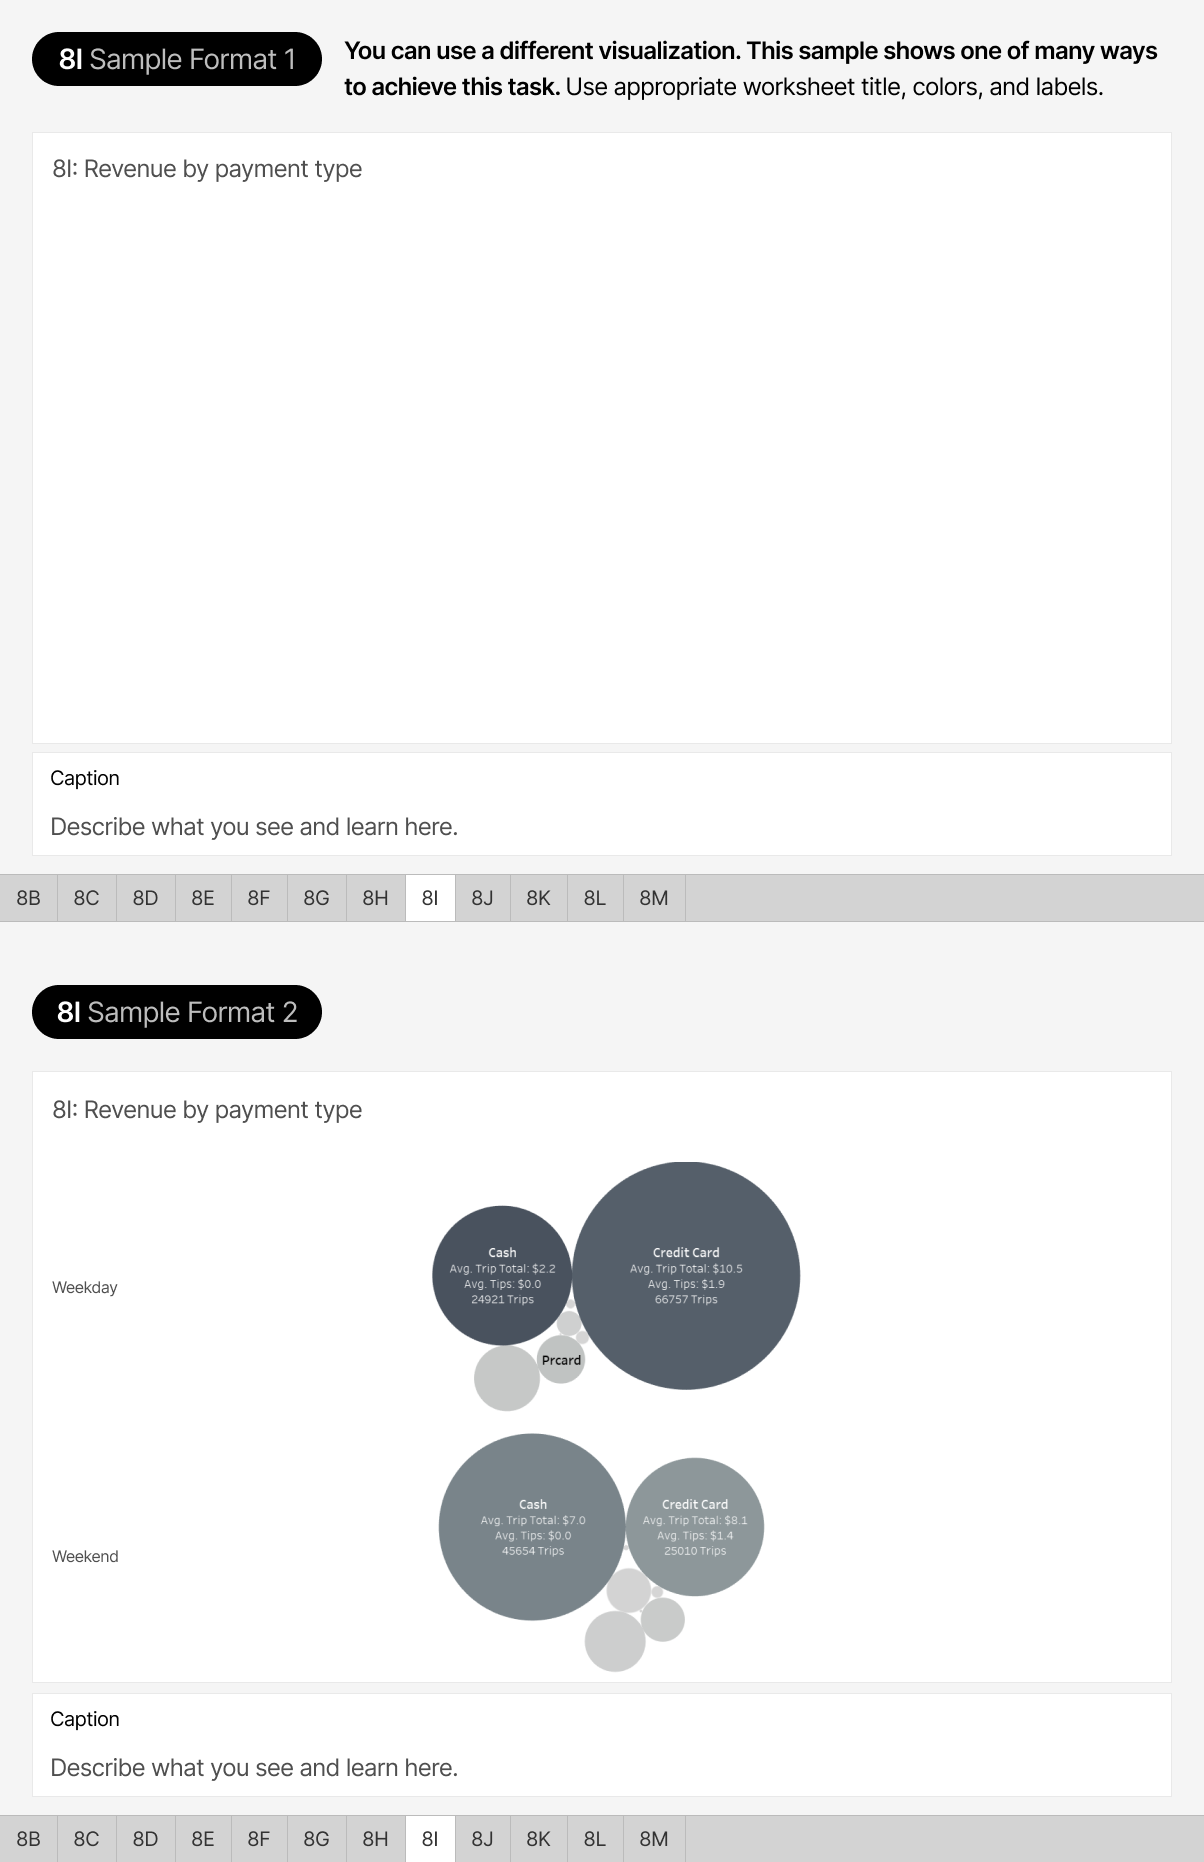 8I Sample Format 1
You can use a different visualization. This sample shows one of many ways
to achieve this task. Use appropriate worksheet title, colors, and labels.
8I: Revenue by payment type
Caption
Describe what you see and learn here.
8B 8C 8D 8E 8F 8G 8H 8I 8J 8K 8L 8M
8I Sample Format 2
8I: Revenue by payment type
Weekday
Cash
Avg. Trip Total: $2.2
Avg. Tips: $0.0
24921 Trips
Credit Card
Avg. Trip Total: $10.5
Avg. Tips: $1.9
66757 Trips
Prcard
Weekend
Cash
Avg. Trip Total: $7.0
Avg. Tips: $0.0
45654 Trips
Credit Card
Avg. Trip Total: $8.1
Avg. Tips: $1.4
25010 Trips
Caption
Describe what you see and learn here.
8B 8C 8D 8E 8F 8G 8H 8I 8J 8K 8L 8M